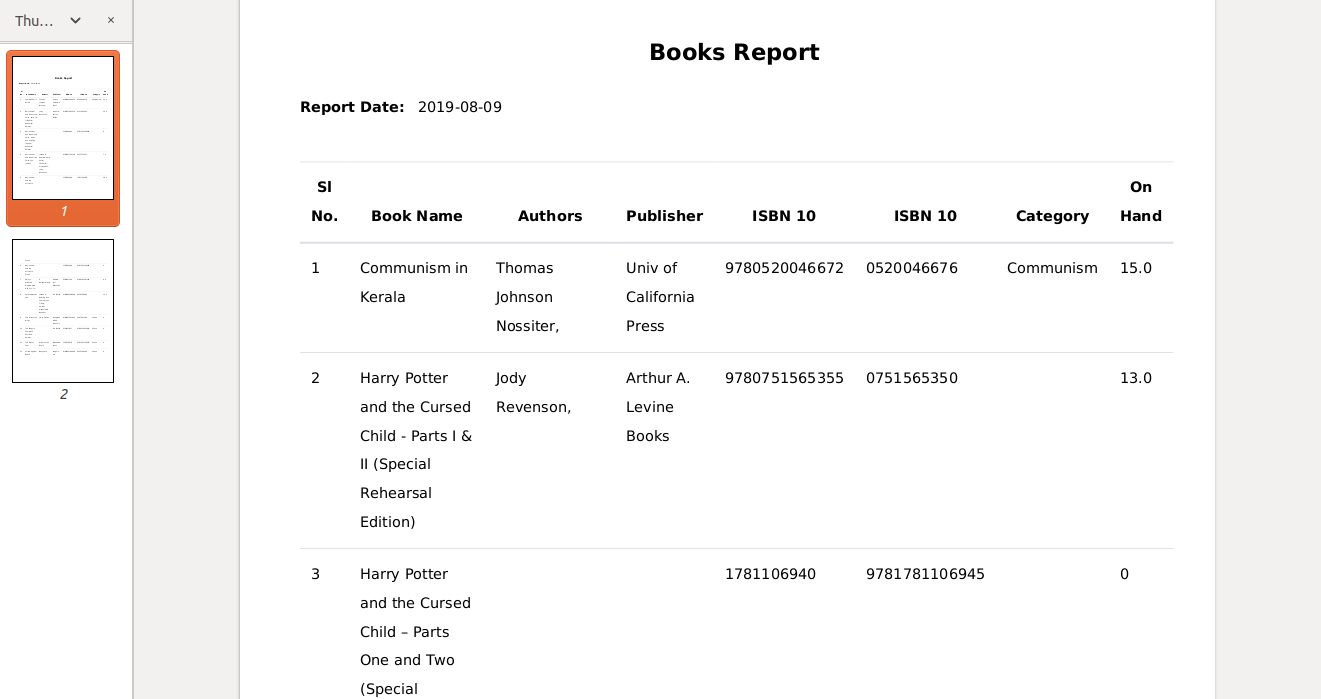 Thu... ×
1
2
Books Report
Report Date: 2019-08-09
Sl No. Book Name Authors Publisher ISBN 10 ISBN 10 Category On Hand
1 Communism in Thomas Univ of 9780520046672 0520046676 Communism 15.0
Kerala Johnson California
Nossiter, Press
2 Harry Potter Jody Arthur A. 9780751565355 0751565350 13.0
and the Cursed Revenson, Levine
Child - Parts I & Books
II (Special
Rehearsal
Edition)
3 Harry Potter 1781106940 9781781106945 0
and the Cursed
Child – Parts
One and Two
(Special